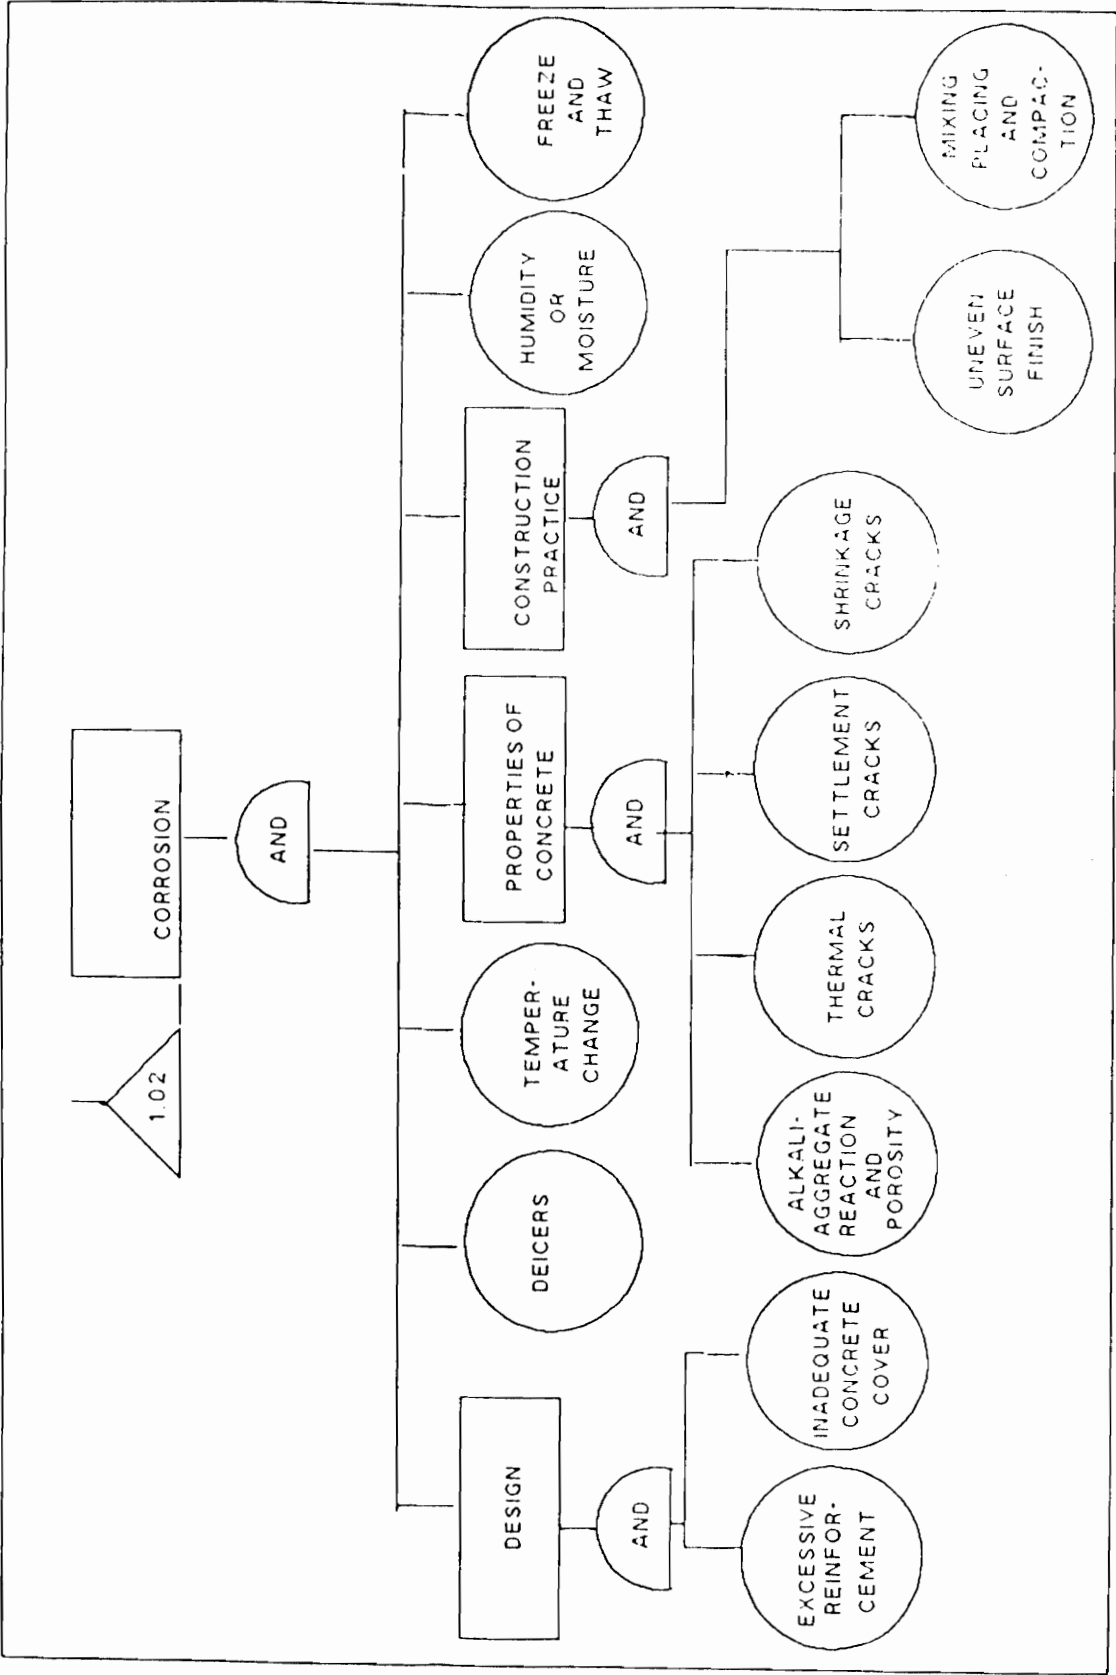 1.02
CORROSION
AND
DESIGN
DEICERS
TEMPER-
ATURE
CHANGE
PROPERTIES OF
CONCRETE
CONSTRUCTION
PRACTICE
HUMIDITY
OR
MOISTURE
FREEZE
AND
THAW
AND
AND
AND
EXCESSIVE
REINFOR-
CEMENT
INADEQUATE
CONCRETE
COVER
ALKALI-
AGGREGATE
REACTION
AND
POROSITY
THERMAL
CRACKS
SETTLEMENT
CRACKS
SHRINKAGE
CRACKS
UNEVEN
SURFACE
FINISH
MIXING
PLACING
AND
COMPAC-
TION